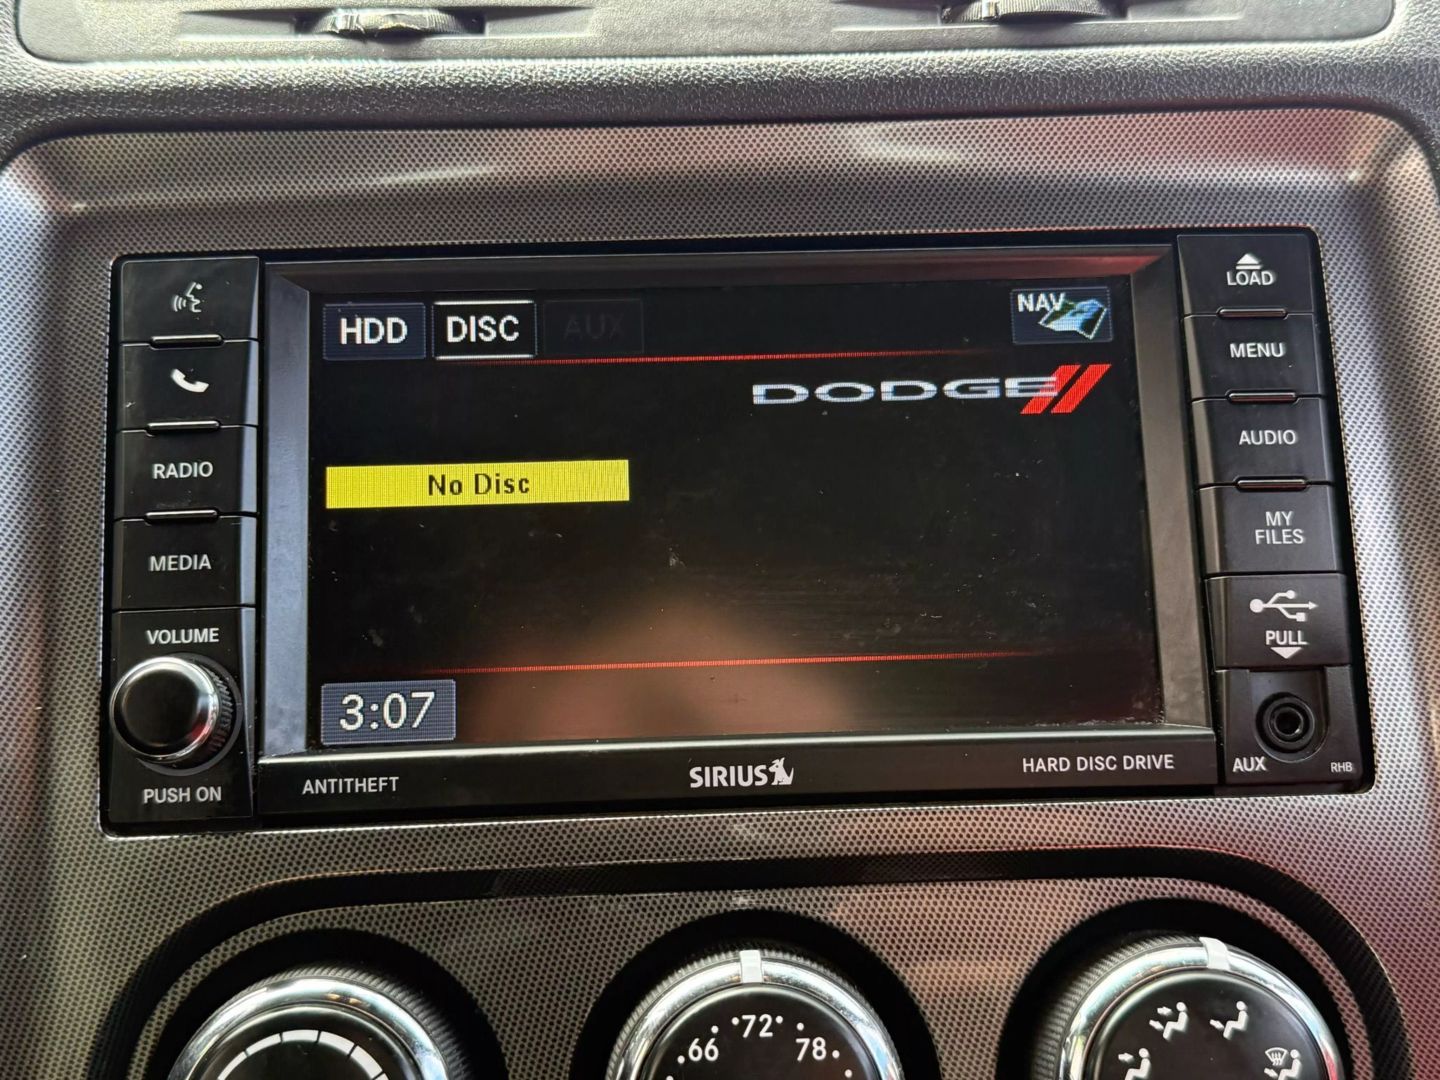 LOAD
HDD
DISC
AUX
NAV
MENU
DODGE
RADIO
AUDIO
No Disc
MY
FILES
MEDIA
VOLUME
PULL
3:07
PUSH ON
ANTITHEFT
SIRIUS
HARD DISC DRIVE
AUX
RHB
66
72
78